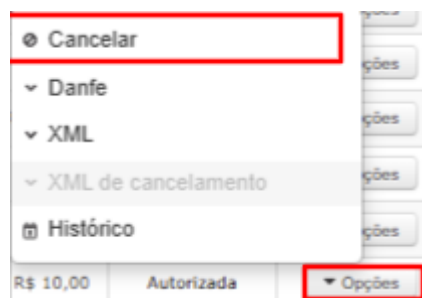 Cancelar
Danfe
XML
XML de cancelamento
Histórico
R$ 10,00 Autorizada Opções